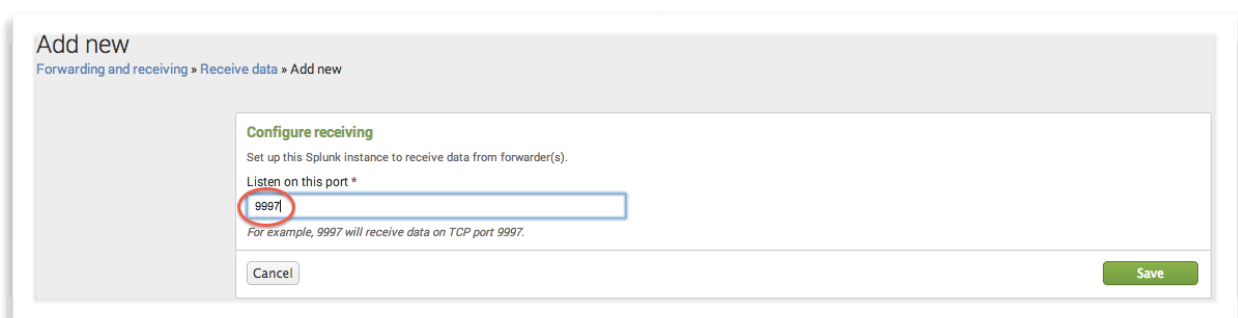 Add new
Forwarding and receiving » Receive data » Add new
Configure receiving
Set up this Splunk instance to receive data from forwarder(s).
Listen on this port *
9997
For example, 9997 will receive data on TCP port 9997.
Cancel
Save